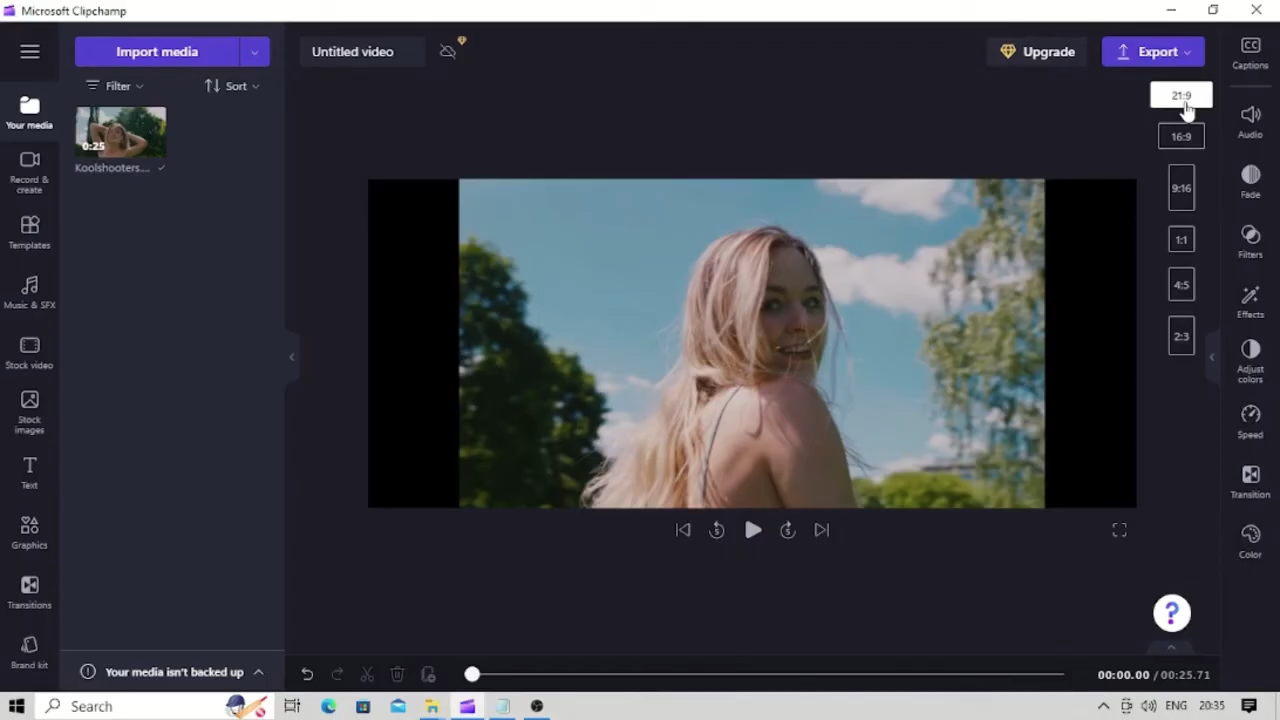 Microsoft Clipchamp
Import media
Untitled video
Upgrade
Export
Captions
Filter
Sort
Your media
0:25
Koolshooters....
Record &
create
Templates
Music & SFX
Stock video
Stock
images
Text
Graphics
Transitions
Brand kit
21:9
16:9
9:16
1:1
4:5
2:3
Audio
Fade
Filters
Effects
Adjust
colors
Speed
Transition
Color
5
5
?
Your media isn't backed up
00:00.00 / 00:25.71
Search
ENG
20:35